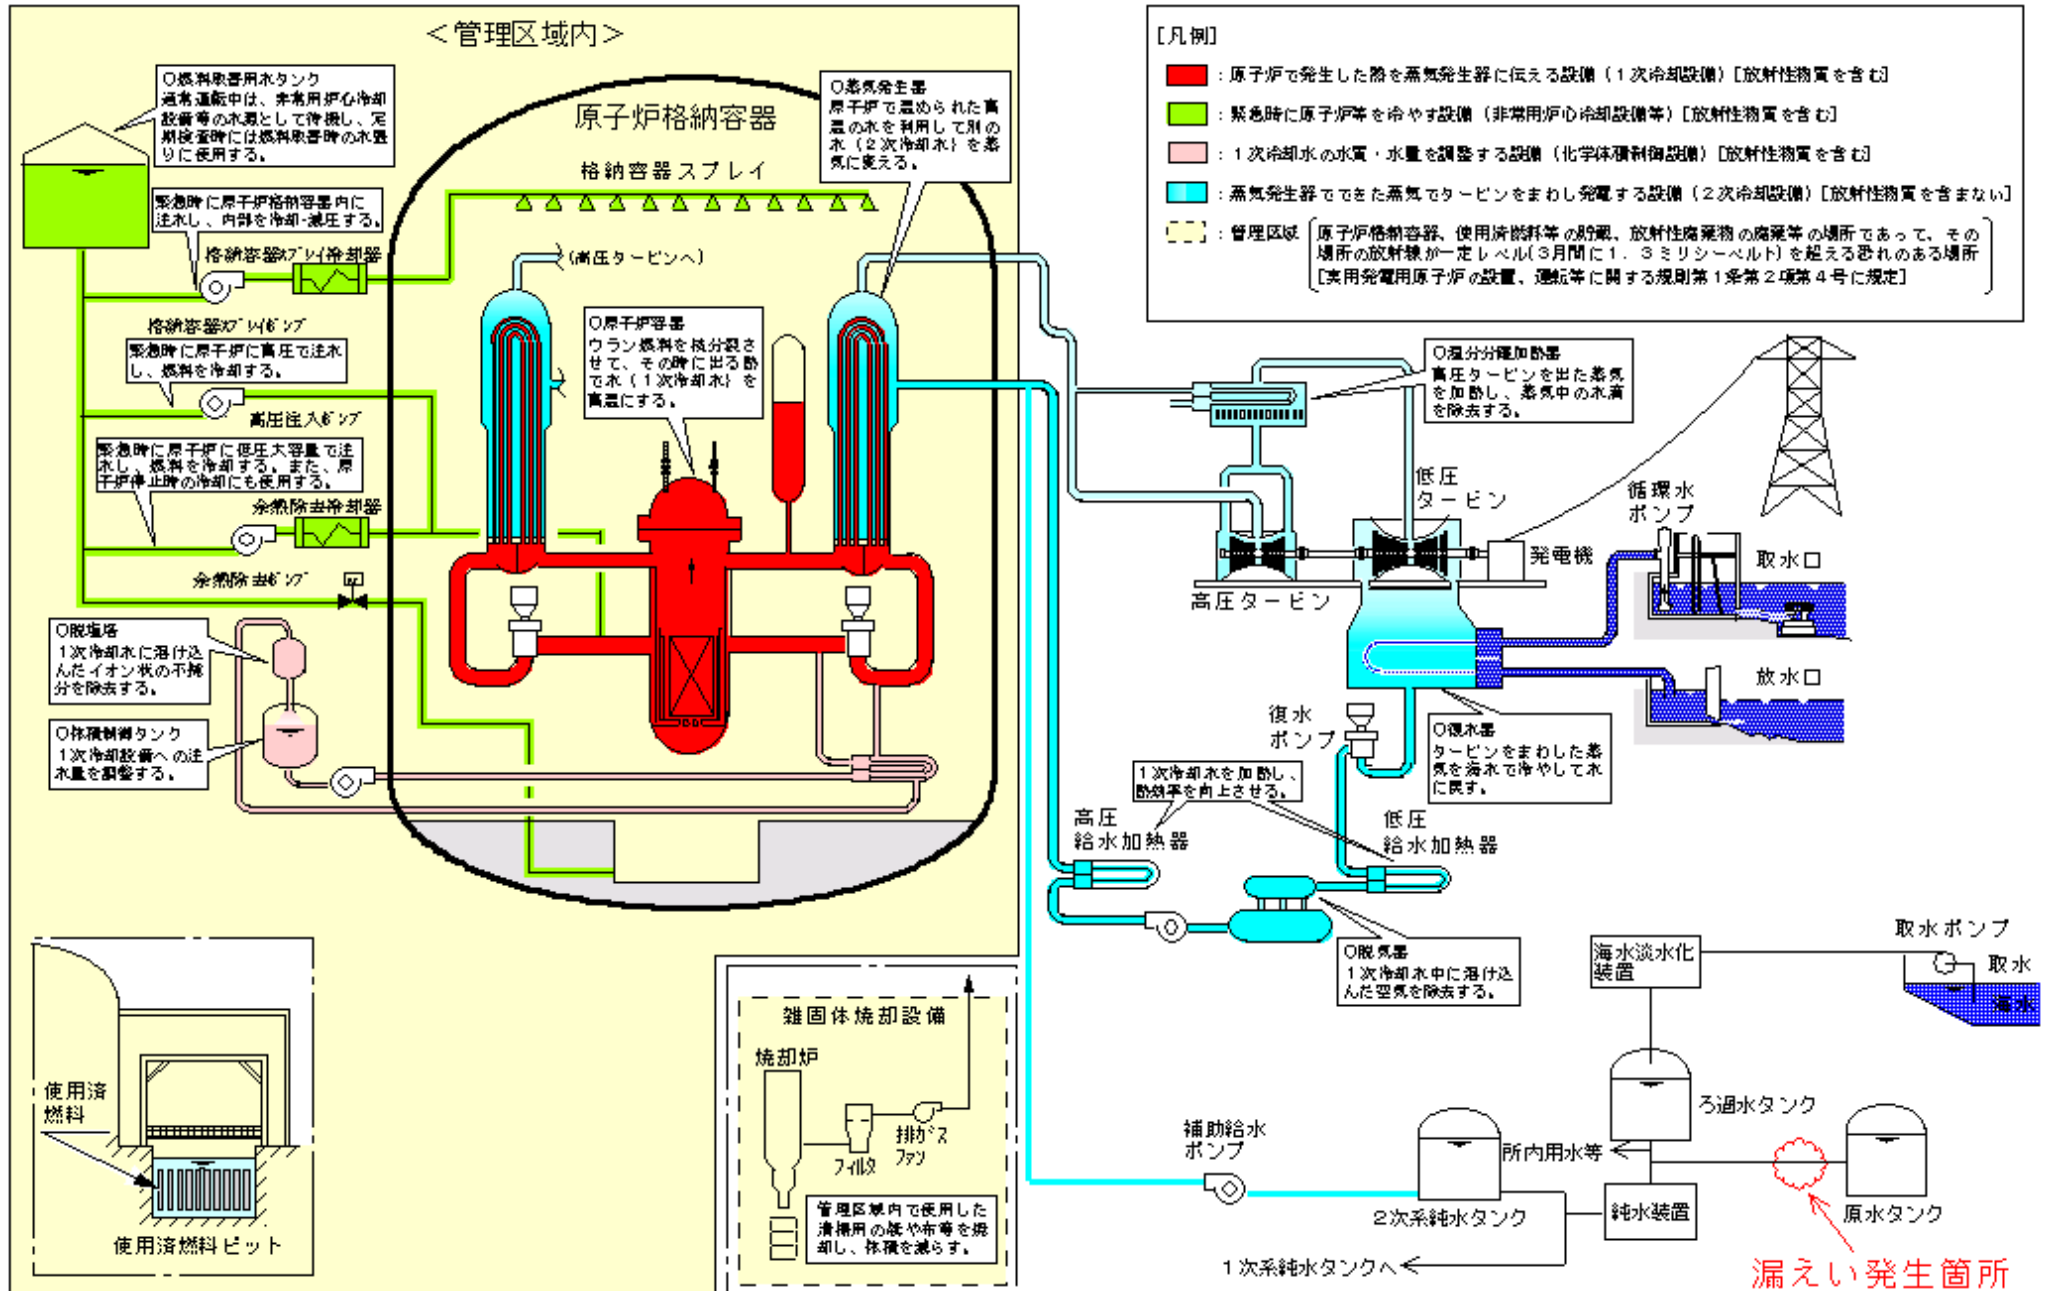 ＜管理区域内＞
○燃料取替用水タンク
通常運転中は、非常用炉心冷却
設備等の水源として待機し、定
期検査時には燃料取替時の水張
りに使用する。
緊急時に原子炉格納容器内に
注水し、内部を冷却・減圧する。
格納容器ｽﾌﾟﾚｲ冷却器
格納容器ｽﾌﾟﾚｲﾎﾟﾝﾌﾟ
緊急時に原子炉に高圧で注水
し、燃料を冷却する。
高圧注入ﾎﾟﾝﾌﾟ
緊急時に原子炉に低圧大容量で注
水し、燃料を冷却する。また、原
子炉停止時の冷却にも使用する。
余熱除去冷却器
余熱除去ﾎﾟﾝﾌﾟ
○脱塩塔
１次冷却水に溶け込
んだイオン状の不純
分を除去する。
○体積制御タンク
１次冷却設備への注
水量を調整する。
原子炉格納容器
格納容器スプレイ
(高圧タービンへ)
○蒸気発生器
原子炉で温められた高
温の水を利用して別の
水（２次冷却水）を蒸
気に変える。
○原子炉容器
ウラン燃料を核分裂さ
せて、その時に出る熱
で水（１次冷却水）を
高温にする。
使用済
燃料
使用済燃料ピット
雑固体焼却設備
焼却炉
フィルタ
排ｶﾞｽ
ファン
管理区域内で使用した
清掃用の紙や布等を焼
却し、体積を減らす。
[凡例]
：原子炉で発生した熱を蒸気発生器に伝える設備（１次冷却設備）[放射性物質を含む]
：緊急時に原子炉等を冷やす設備（非常用炉心冷却設備等）[放射性物質を含む]
：１次冷却水の水質・水量を調整する設備（化学体積制御設備）[放射性物質を含む]
：蒸気発生器でできた蒸気でタービンをまわし発電する設備（２次冷却設備）[放射性物質を含まない]
：管理区域
原子炉格納容器、使用済燃料等の貯蔵、放射性廃棄物の廃棄等の場所であって、その
場所の放射線が一定レベル(３月間に１．３ミリシーベルト)を超える恐れのある場所
[実用発電用原子炉の設置、運転等に関する規則第１条第２項第４号に規定]
○湿分分離加熱器
高圧タービンを出た蒸気
を加熱し、蒸気中の水滴
を除去する。
低圧
タービン
高圧タービン
発電機
循環水
ポンプ
取水口
放水口
復水
ポンプ
○復水器
タービンをまわした蒸
気を海水で冷やして水
に戻す。
１次冷却水を加熱し、
熱効率を向上させる。
高圧
給水加熱器
低圧
給水加熱器
○脱気器
１次冷却水中に溶け込
んだ空気を除去する。
海水淡水化
装置
取水ポンプ
取水
海水
ろ過水タンク
所内用水等
純水装置
原水タンク
補助給水
ポンプ
２次系純水タンク
１次系純水タンクへ
漏えい発生箇所